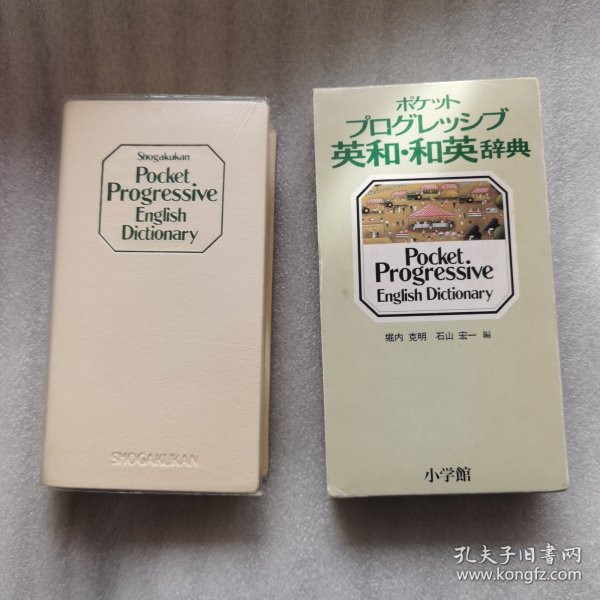 Shogakukan
Pocket
Progressive
English
Dictionary
SHOGAKUKAN
ポケット
プログレッシブ
英和・和英辞典
Pocket
Progressive
English Dictionary
堀内 克明 石山 宏一 編
小学館
孔夫子旧书网
www.kongfz.com